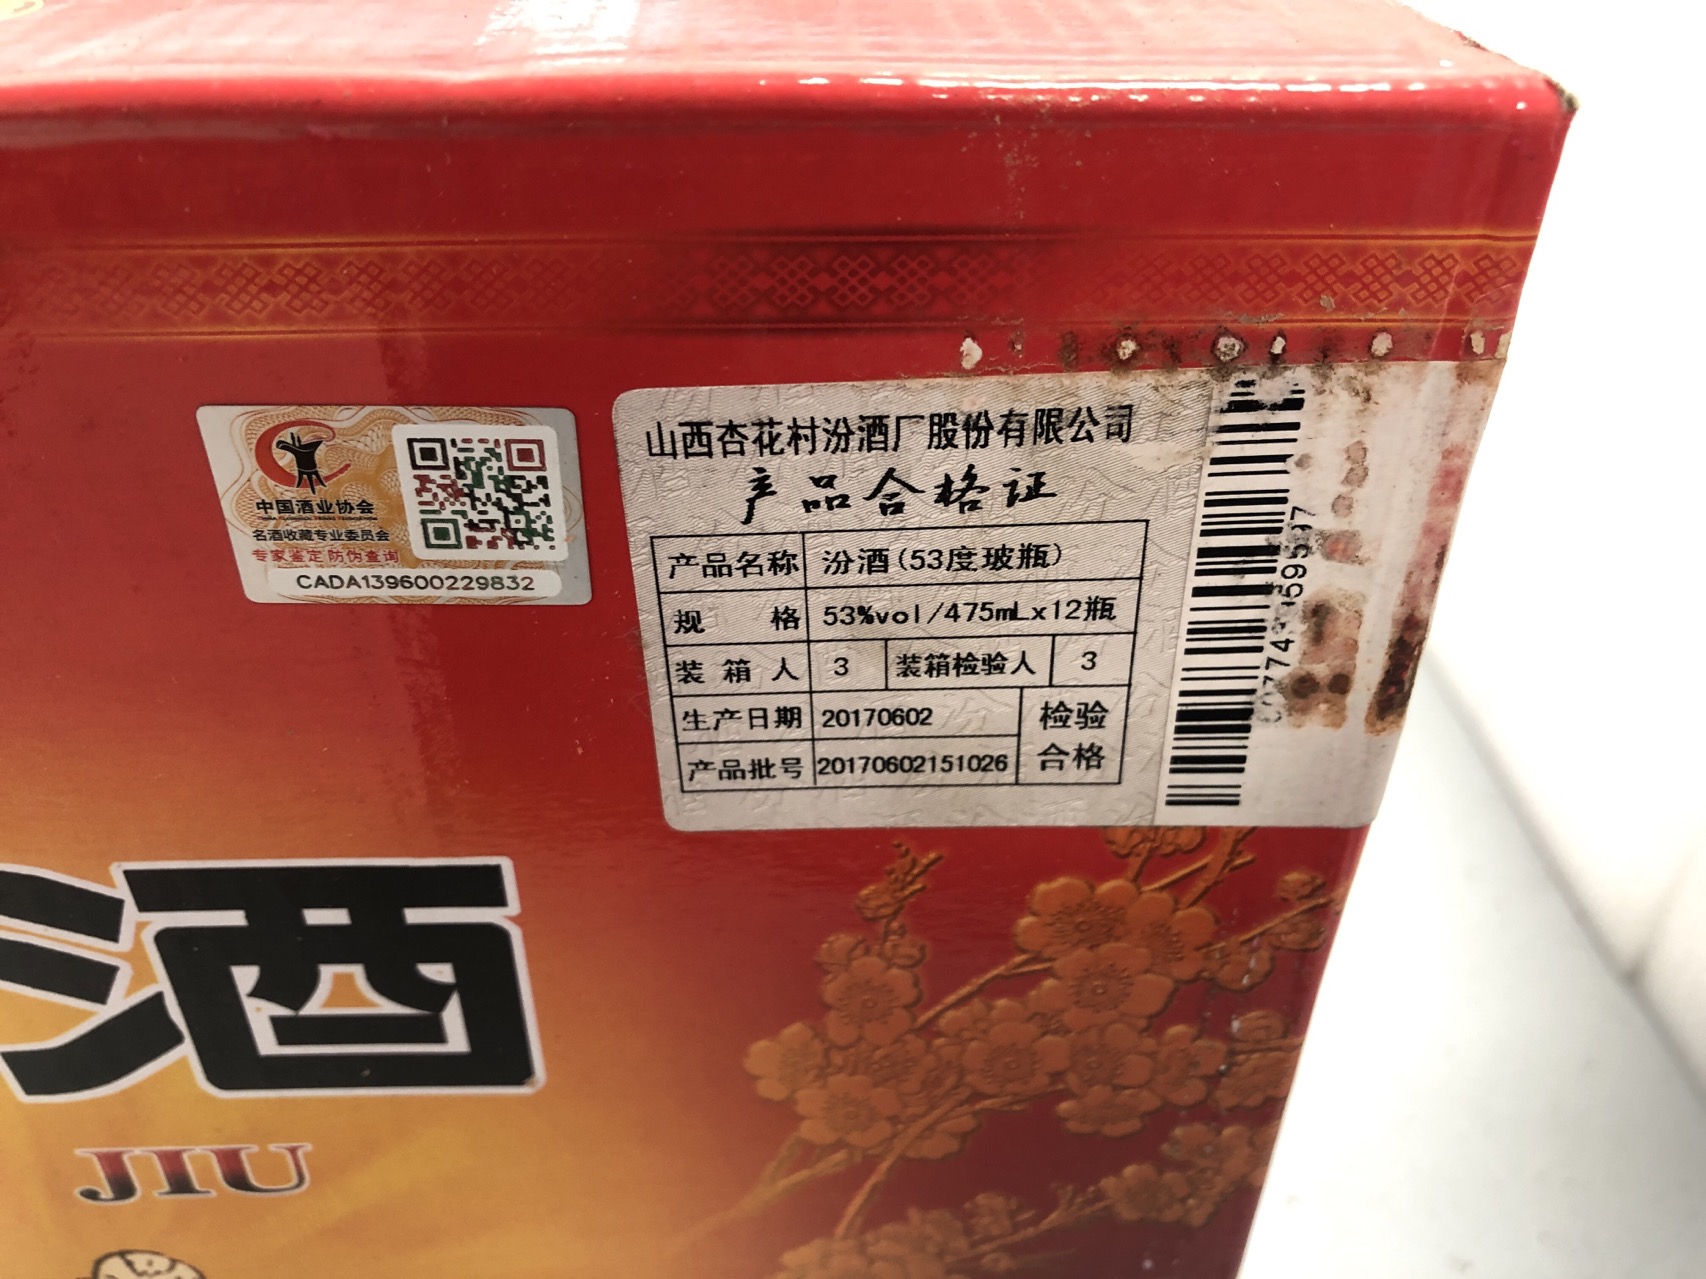 中国酒业协会
名酒收藏专业委员会
专家鉴定 防伪查询
CADA139600229832
山西杏花村汾酒厂股份有限公司
产品合格证
产品名称 汾酒(53度玻瓶)
规 格 53%vol/475mLx12瓶
装箱人 3 装箱检验人 3
生产日期 20170602 检验
产品批号 20170602151026 合格
酒
JIU